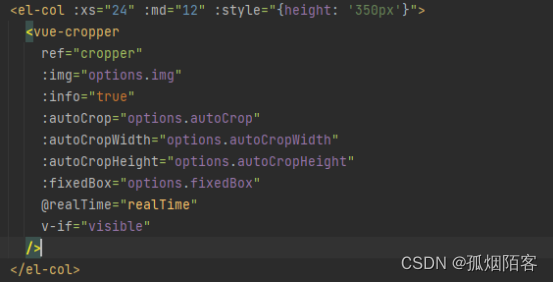 <el-col :xs="24" :md="12" :style="{height: '350px'}">
<vue-cropper
ref="cropper"
:img="options.img"
:info="true"
:autoCrop="options.autoCrop"
:autoCropWidth="options.autoCropWidth"
:autoCropHeight="options.autoCropHeight"
:fixedBox="options.fixedBox"
@realTime="realTime"
v-if="visible"
/>
</el-col>
CSDN @孤烟陌客